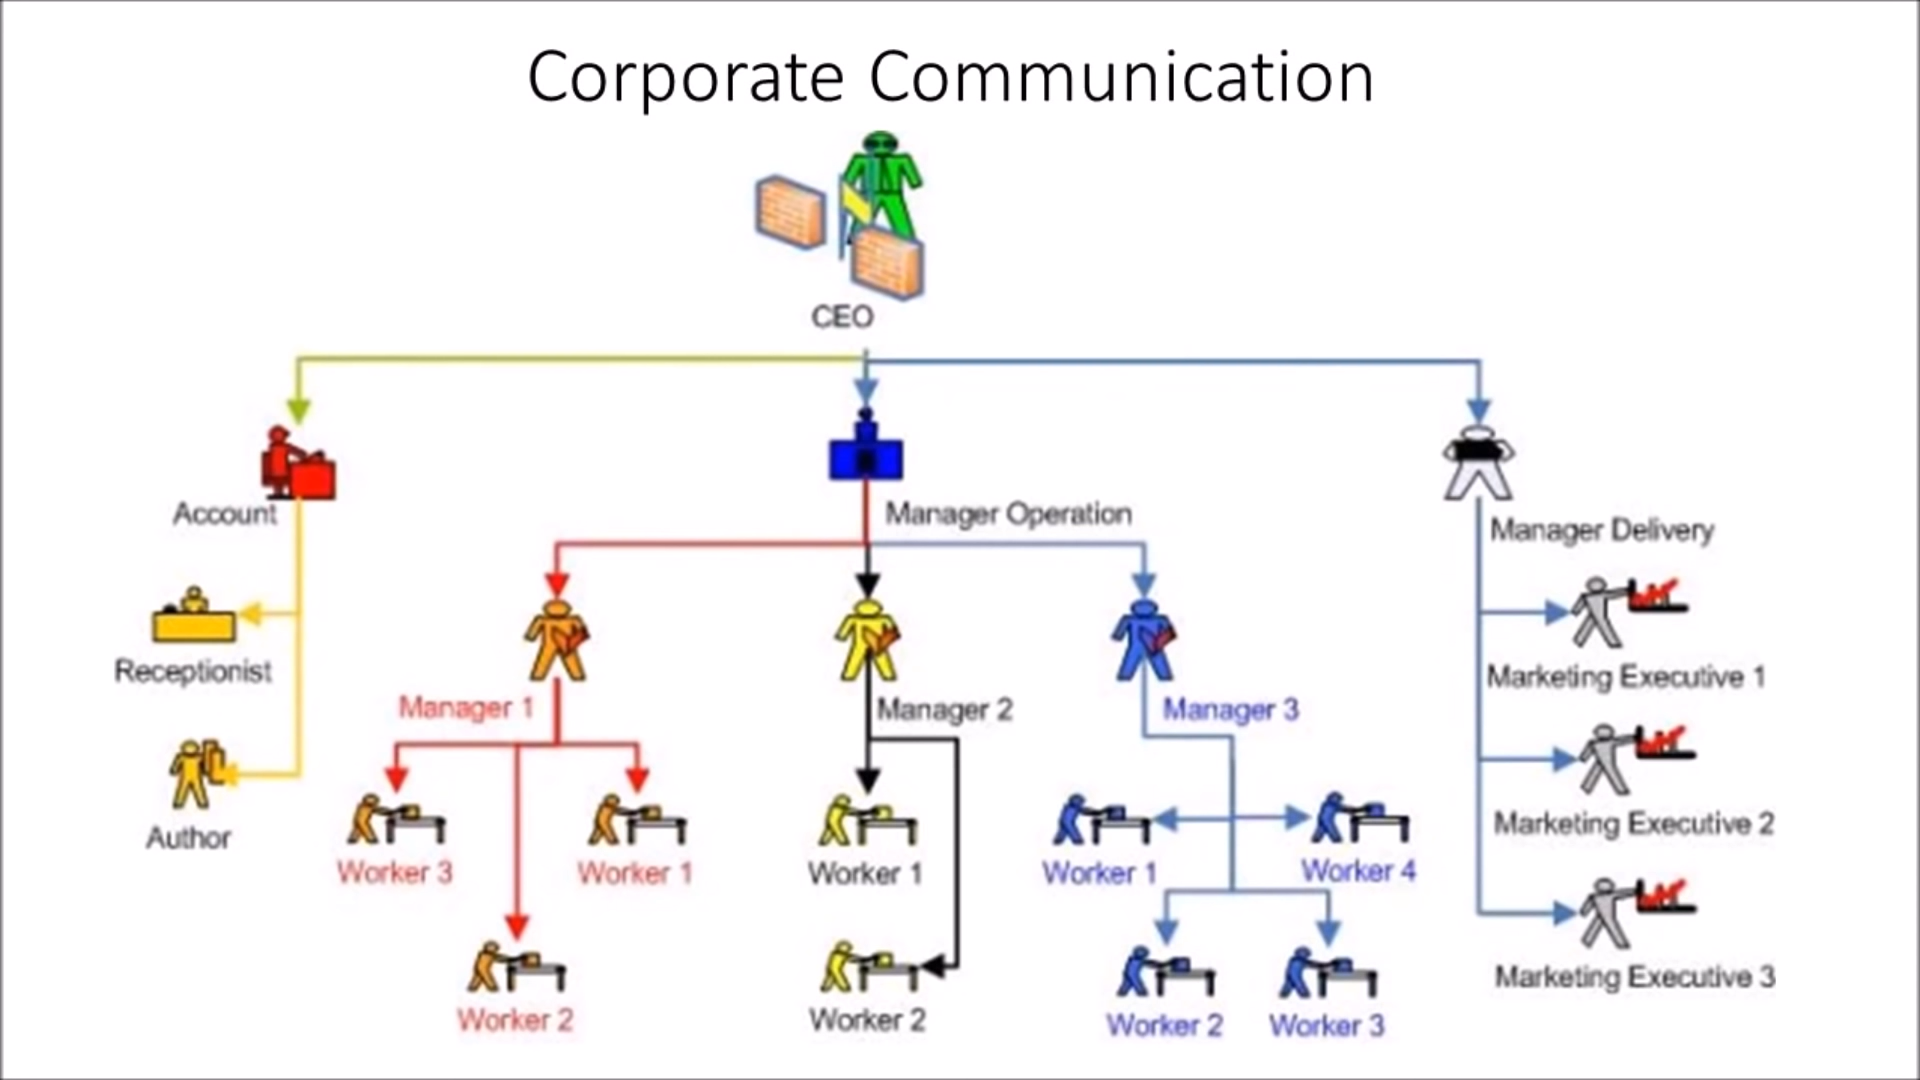 Corporate Communication
CEO
Account
Manager Operation
Manager Delivery
Receptionist
Marketing Executive 1
Manager 1
Manager 2
Manager 3
Author
Marketing Executive 2
Worker 3
Worker 1
Worker 1
Worker 1
Worker 4
Marketing Executive 3
Worker 2
Worker 2
Worker 2
Worker 3